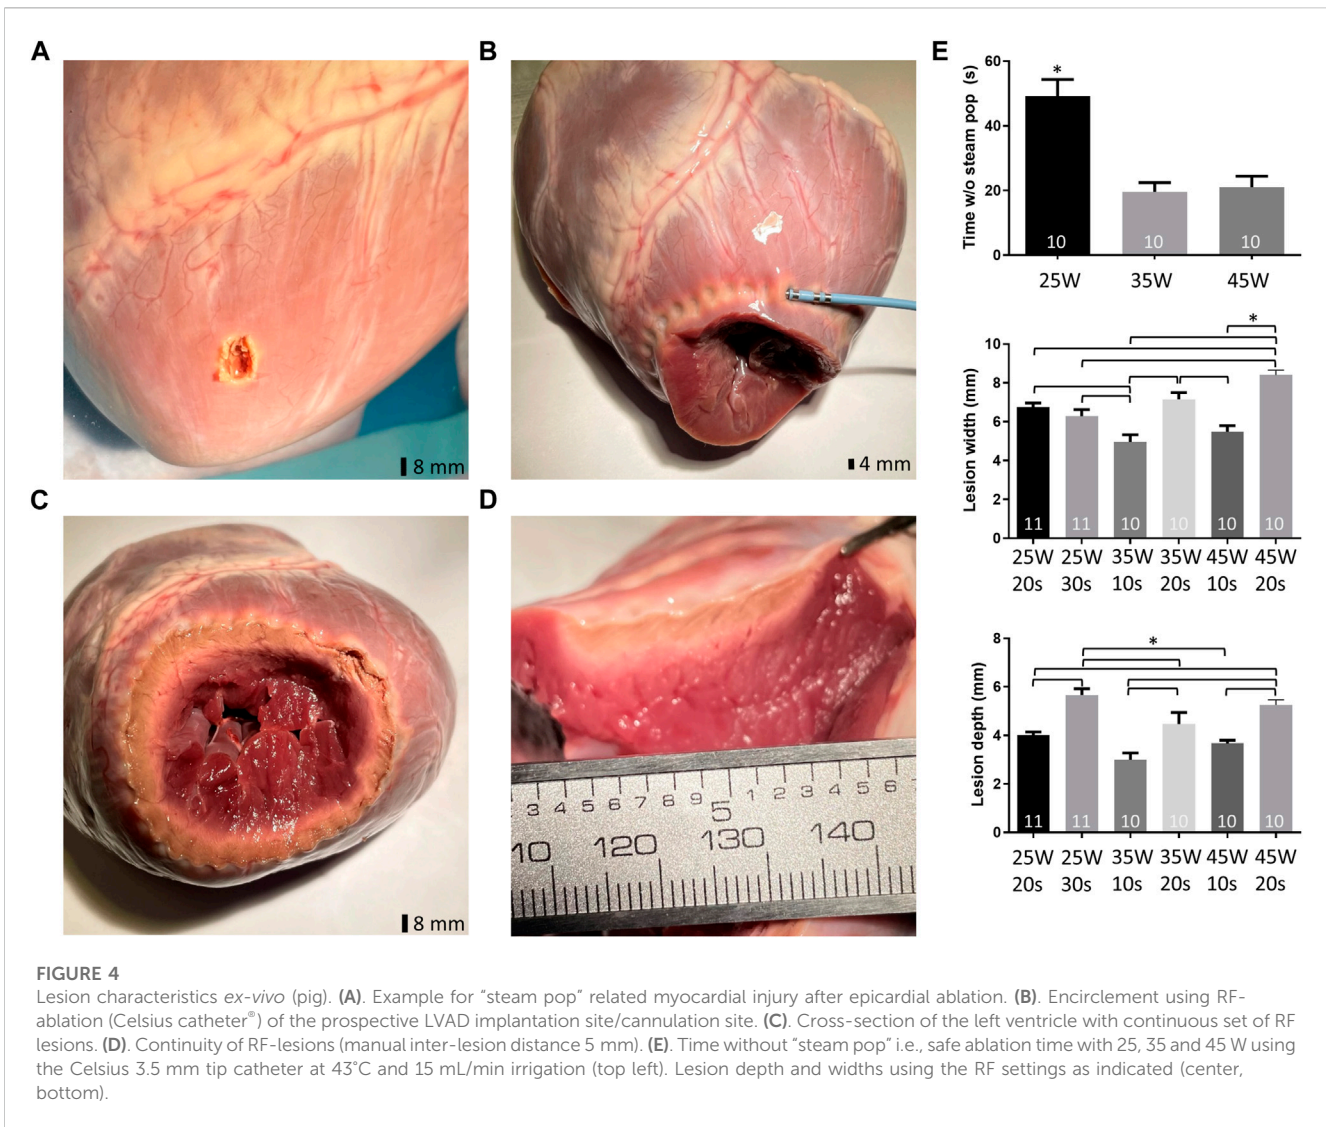 A
B
E
8 mm
4 mm
C
D
8 mm
3 4 5 6 7 8 9 5 1 2 3 4 5 6
10 120 130 140
Time w/o steam pop (s)
60
40
20
0
*
10 10 10
25W 35W 45W
Lesion width (mm)
10
8
6
4
2
0
*
11 11 10 10 10 10
25W 25W 35W 35W 45W 45W
20s 30s 10s 20s 10s 20s
Lesion depth (mm)
8
6
4
2
0
*
11 11 10 10 10 10
25W 25W 35W 35W 45W 45W
20s 30s 10s 20s 10s 20s
FIGURE 4
Lesion characteristics ex-vivo (pig). (A). Example for “steam pop” related myocardial injury after epicardial ablation. (B). Encirclement using RF-
ablation (Celsius catheter®) of the prospective LVAD implantation site/cannulation site. (C). Cross-section of the left ventricle with continuous set of RF
lesions. (D). Continuity of RF-lesions (manual inter-lesion distance 5 mm). (E). Time without “steam pop” i.e., safe ablation time with 25, 35 and 45 W using
the Celsius 3.5 mm tip catheter at 43°C and 15 mL/min irrigation (top left). Lesion depth and widths using the RF settings as indicated (center,
bottom).